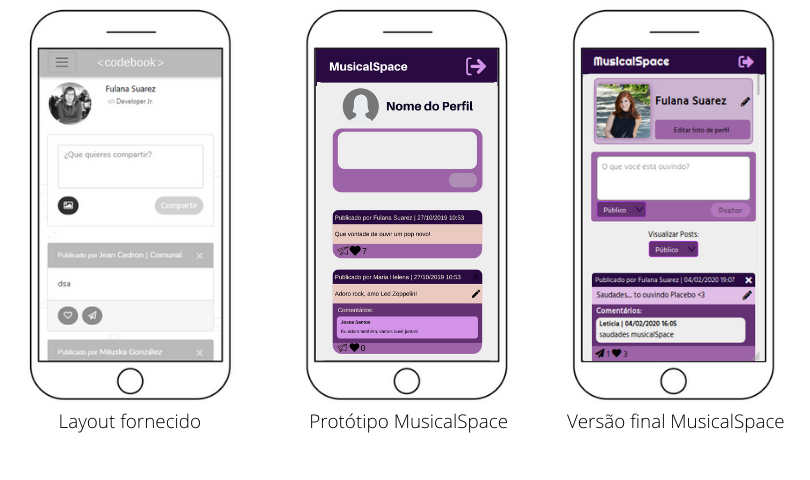 <codebook>
Fulana Suarez
</> Developer Jr.
¿Que quieres compartir?
Compartir
Publicado por Jean Cedron | Comunal
dsa
Publicado por Miluska González
Layout fornecido
MusicalSpace
Nome do Perfil
Publicado por Fulana Suarez | 27/10/2019 10:53
Que vontade de ouvir um pop novo!
7
Publicado por Maria Helena | 27/10/2019 10:53
Adoro rock, amo Led Zeppelin!
Comentários:
Joana Santos
Eu adoro também, vamos ouvir juntas!
0
Protótipo MusicalSpace
MusicalSpace
Fulana Suarez
Editar foto de perfil
O que você está ouvindo?
Público
Postar
Visualizar Posts:
Público
Publicado por Fulana Suarez | 04/02/2020 19:07
Saudades... to ouvindo Placebo <3
Comentários:
Leticia | 04/02/2020 16:05
saudades musicalSpace
1 3
Versão final MusicalSpace